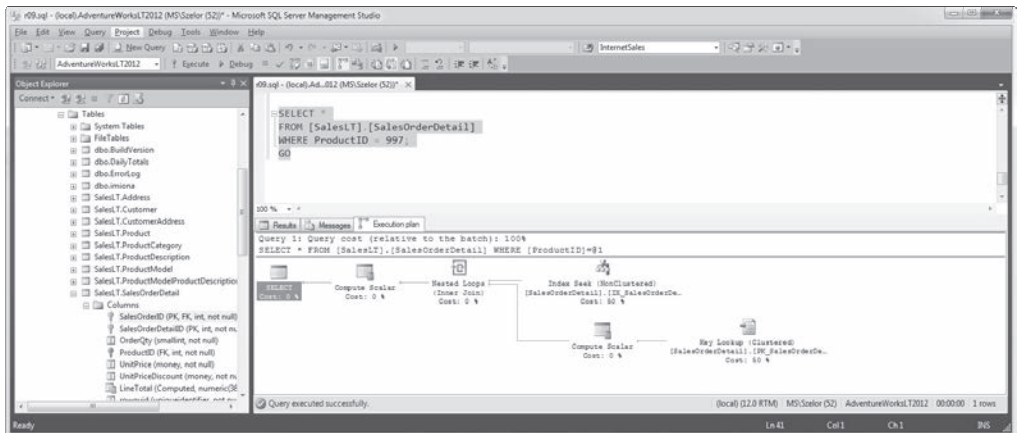 r09.sql - (local).AdventureWorksLT2012 (MS\Szelor (52))* - Microsoft SQL Server Management Studio
File Edit View Query Project Debug Tools Window Help
New Query InternetSales
AdventureWorksLT2012 Execute Debug
Object Explorer
Connect
Tables
System Tables
FileTables
dbo.BuildVersion
dbo.DailyTotals
dbo.ErrorLog
dbo.imiona
SalesLT.Address
SalesLT.Customer
SalesLT.CustomerAddress
SalesLT.Product
SalesLT.ProductCategory
SalesLT.ProductDescription
SalesLT.ProductModel
SalesLT.ProductModelProductDescription
SalesLT.SalesOrderDetail
Columns
SalesOrderID (PK, FK, int, not null)
SalesOrderDetailID (PK, int, not nu
OrderQty (smallint, not null)
ProductID (FK, int, not null)
UnitPrice (money, not null)
UnitPriceDiscount (money, not nu
LineTotal (Computed, numeric(38
r09.sql - (local).Ad...012 (MS\Szelor (52))*
SELECT *
FROM [SalesLT].[SalesOrderDetail]
WHERE ProductID = 997;
GO
100 %
Results Messages Execution plan
Query 1: Query cost (relative to the batch): 100%
SELECT * FROM [SalesLT].[SalesOrderDetail] WHERE [ProductID]=@1
SELECT
Cost: 0 %
Compute Scalar
Cost: 0 %
Nested Loops
(Inner Join)
Cost: 0 %
Index Seek (NonClustered)
[SalesOrderDetail].[IX_SalesOrderDe…
Cost: 50 %
Compute Scalar
Cost: 0 %
Key Lookup (Clustered)
[SalesOrderDetail].[PK_SalesOrderDe…
Cost: 50 %
Query executed successfully.
(local) (12.0 RTM) MS\Szelor (52) AdventureWorksLT2012 00:00:00 1 rows
Ready Ln 41 Col 1 Ch 1 INS